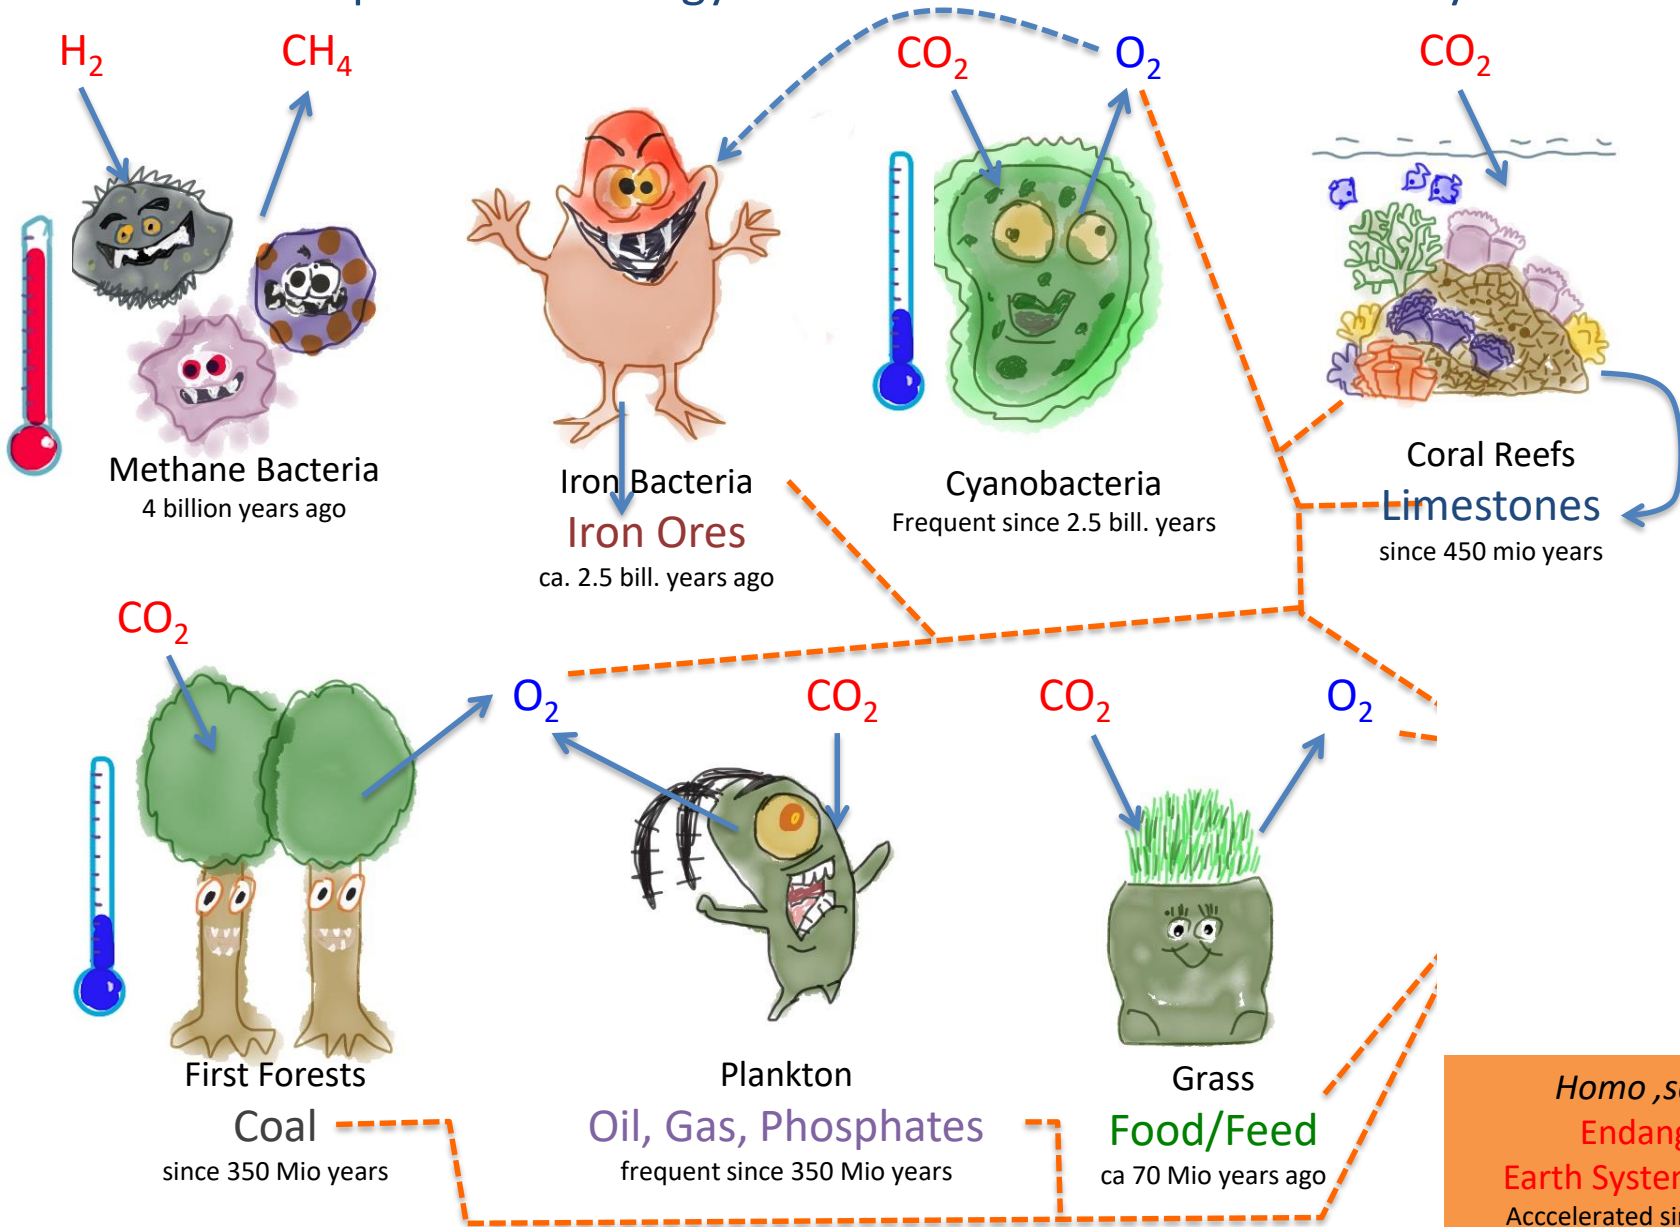 H2 CH4 CO2 O2 CO2
Methane Bacteria
4 billion years ago
Iron Bacteria
Iron Ores
ca. 2.5 bill. years ago
Cyanobacteria
Frequent since 2.5 bill. years
Coral Reefs
Limestones
since 450 mio years
CO2 O2 CO2 CO2 O2
First Forests
Coal
since 350 Mio years
Plankton
Oil, Gas, Phosphates
frequent since 350 Mio years
Grass
Food/Feed
ca 70 Mio years ago
Homo
Earth
Acccelerated